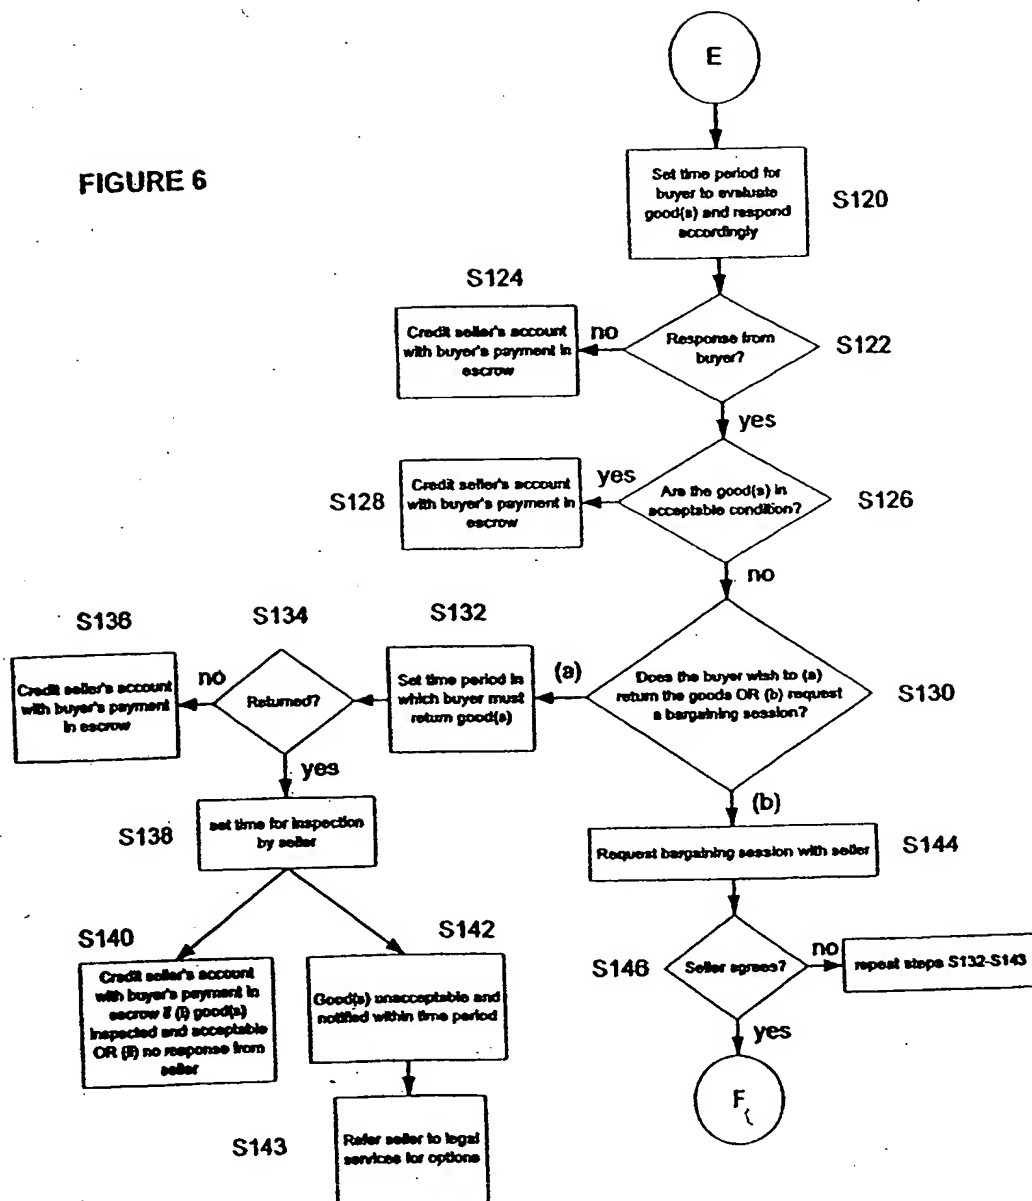 E
FIGURE 6
Set time period for
buyer to evaluate
good(s) and respond
accordingly
S120
S124
Credit seller's account
with buyer's payment in
escrow
no
Response from
buyer?
S122
yes
S128
Credit seller's account
with buyer's payment in
escrow
yes
Are the good(s) in
acceptable condition?
S126
no
S136
S134
S132
Credit seller's account
with buyer's payment
in escrow
no
Returned?
Set time period in
which buyer must
return good(s)
(a)
Does the buyer wish to (a)
return the goods OR (b) request
a bargaining session?
S130
yes
(b)
S138
set time for inspection
by seller
Request bargaining session with seller
S144
S140
S142
Credit seller's account
with buyer's payment in
escrow if (i) good(s)
inspected and acceptable
OR (ii) no response from
seller
Good(s) unacceptable and
notified within time period
S146
Seller agrees?
no
repeat steps S132-S143
yes
F
S143
Refer seller to legal
services for options